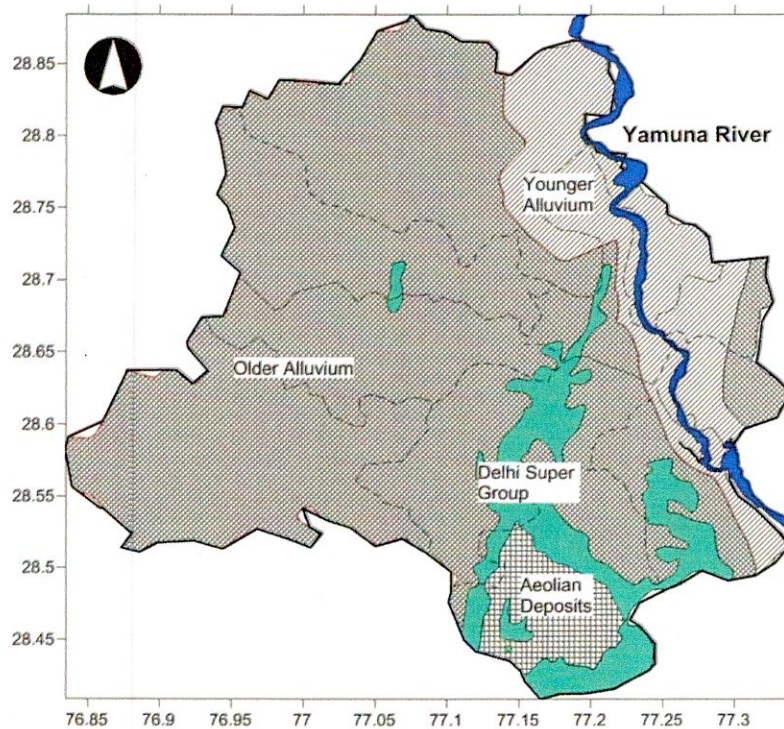 28.85
28.8
28.75
28.7
28.65
28.6
28.55
28.5
28.45
Yamuna River
Younger
Alluvium
Older Alluvium
Delhi Super
Group
Aeolian
Deposits
76.85 76.9 76.95 77 77.05 77.1 77.15 77.2 77.25 77.3